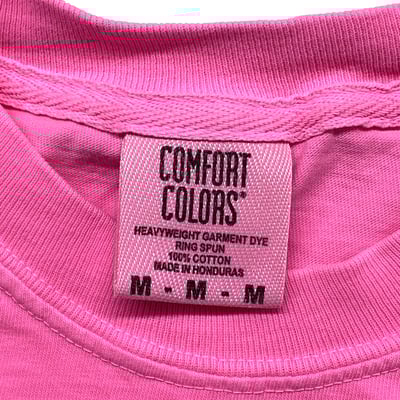 COMFORT
COLORS®
HEAVYWEIGHT GARMENT DYE
RING SPUN
100% COTTON
MADE IN HONDURAS
M - M - M